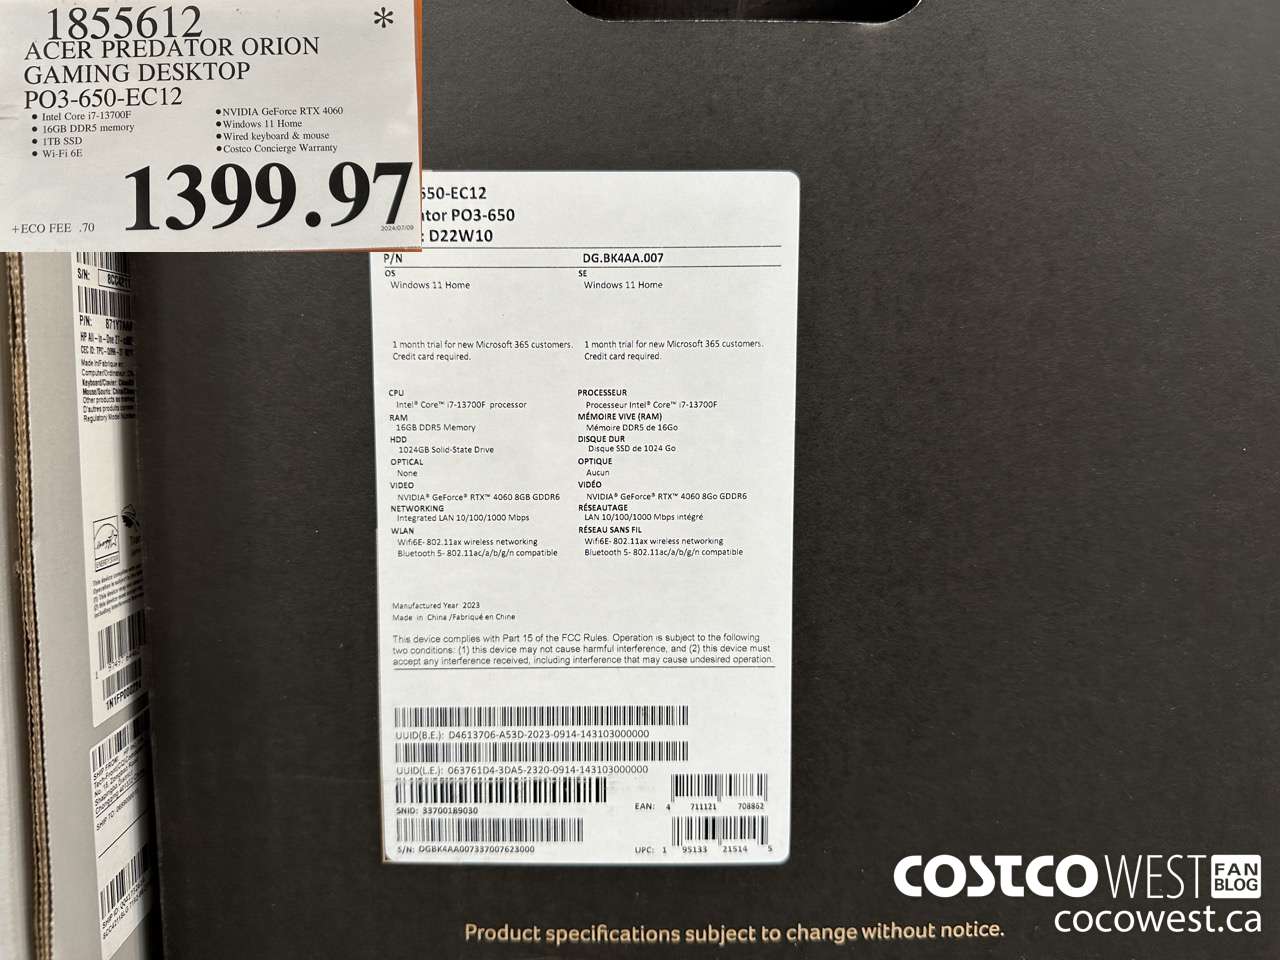 1855612 *
ACER PREDATOR ORION
GAMING DESKTOP
PO3-650-EC12
• Intel Core i7-13700F
• 16GB DDR5 memory
• 1TB SSD
• Wi-Fi 6E
• NVIDIA GeForce RTX 4060
• Windows 11 Home
• Wired keyboard & mouse
• Costco Concierge Warranty
1399.97
+ECO FEE .70
2024/07/09
650-EC12
PO3-650
: D22W10
P/N DG.BK4AA.007
OS SE
Windows 11 Home Windows 11 Home
1 month trial for new Microsoft 365 customers. 1 month trial for new Microsoft 365 customers.
Credit card required. Credit card required.
CPU PROCESSEUR
Intel® Core™ i7-13700F processor Processeur Intel® Core™ i7-13700F
RAM MÉMOIRE VIVE (RAM)
16GB DDR5 Memory Mémoire DDR5 de 16Go
HDD DISQUE DUR
1024GB Solid-State Drive Disque SSD de 1024 Go
OPTICAL OPTIQUE
None Aucun
VIDEO VIDÉO
NVIDIA® GeForce® RTX™ 4060 8GB GDDR6 NVIDIA® GeForce® RTX™ 4060 8Go GDDR6
NETWORKING RÉSEAUTAGE
Integrated LAN 10/100/1000 Mbps LAN 10/100/1000 Mbps intégré
WLAN RÉSEAU SANS FIL
Wifi6E- 802.11ax wireless networking Wifi6E- 802.11ax wireless networking
Bluetooth 5- 802.11ac/a/b/g/n compatible Bluetooth 5- 802.11ac/a/b/g/n compatible
Manufactured Year 2023
Made in China /Fabriqué en Chine
This device complies with Part 15 of the FCC Rules. Operation is subject to the following
two conditions: (1) this device may not cause harmful interference, and (2) this device must
accept any interference received, including interference that may cause undesired operation.
UUID(B.E.): D4613706-A53D-2023-0914-143103000000
UUID(L.E.): 063761D4-3DA5-2320-0914-143103000000
SNID: 33700189030
EAN: 4 711121 708862
S/N: DGBK4AA007337007623000
UPC: 1 95133 21514 5
Product specifications subject to change without notice.
S/N:
P/N:
COSTCO WEST FAN BLOG
cocowest.ca